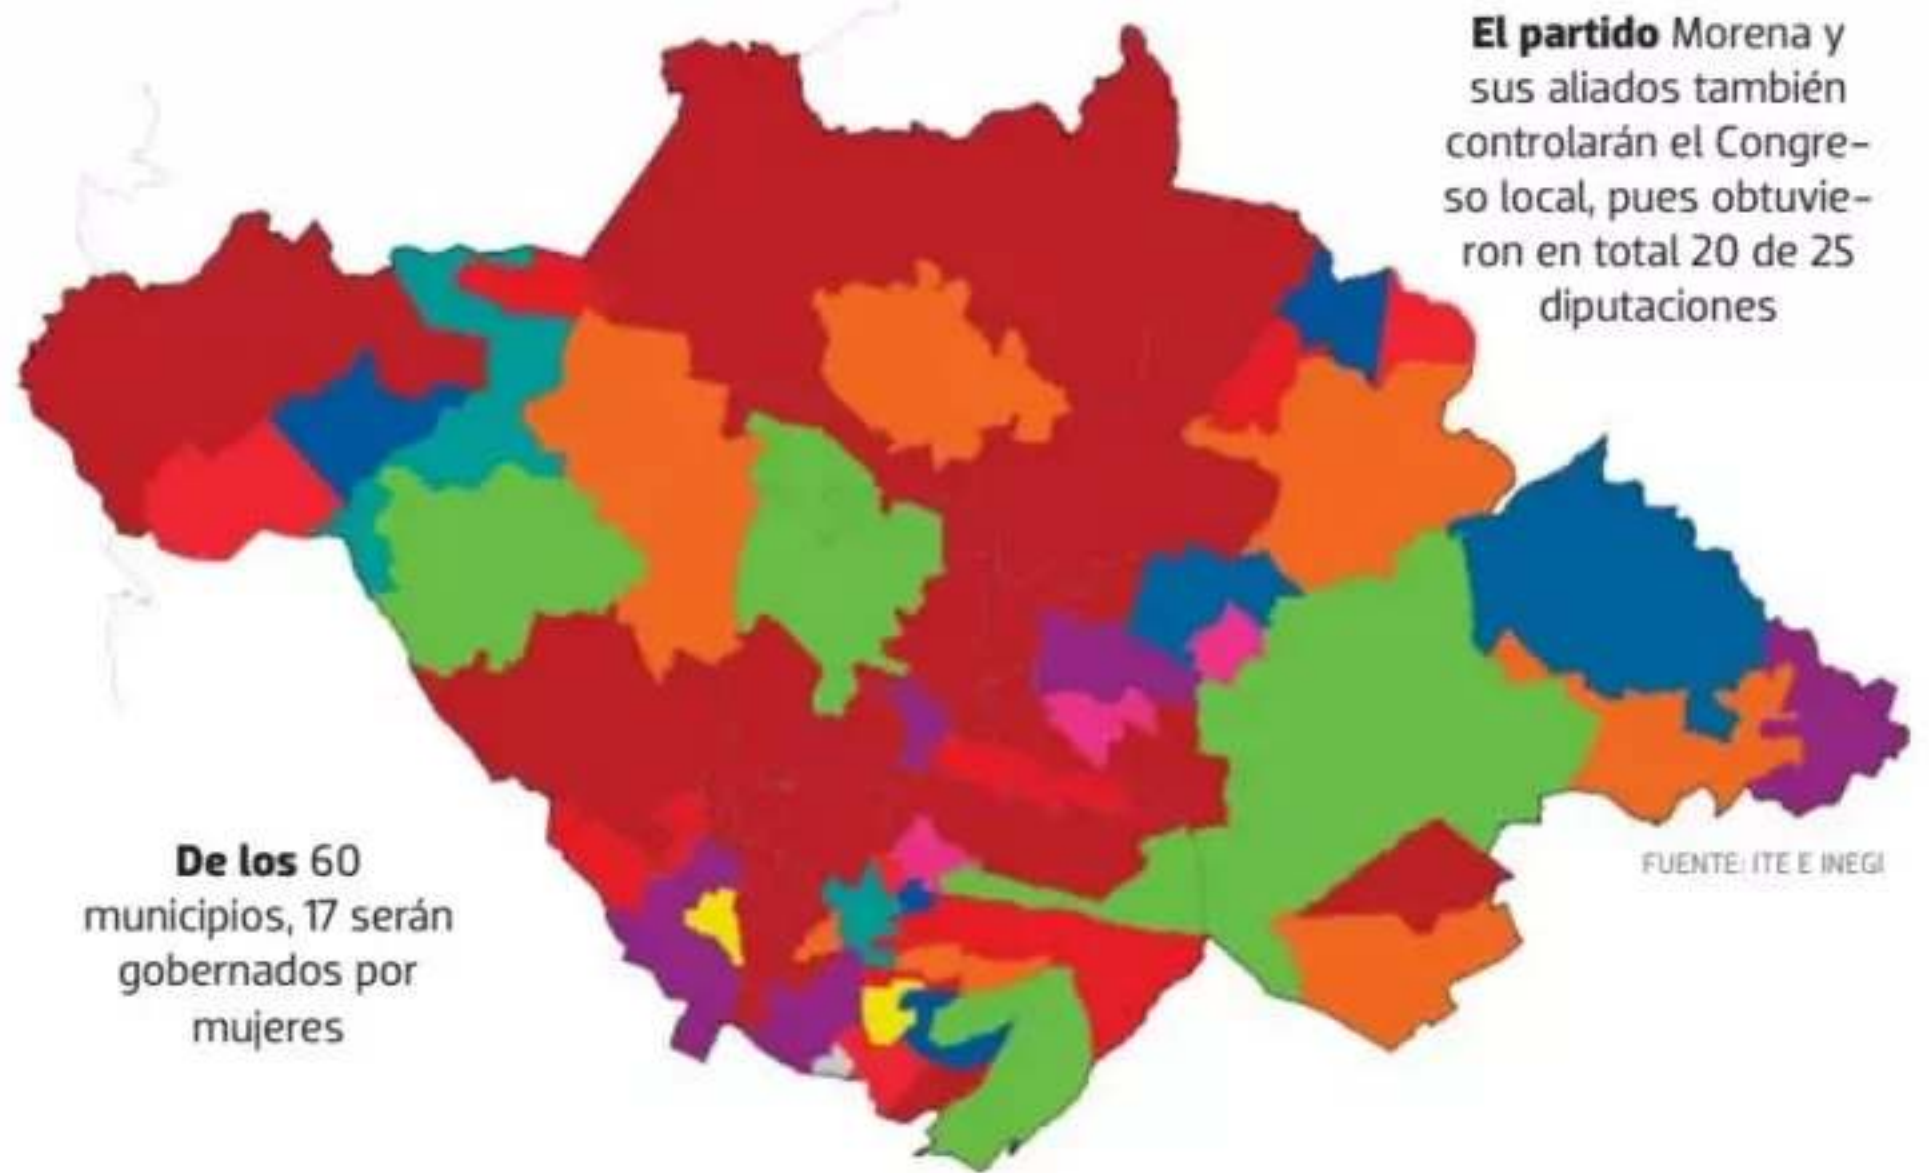 El partido Morena y
sus aliados también
controlarán el Congre-
so local, pues obtuvie-
ron en total 20 de 25
diputaciones
De los 60
municipios, 17 serán
gobernados por
mujeres
FUENTE: ITE E INEGI